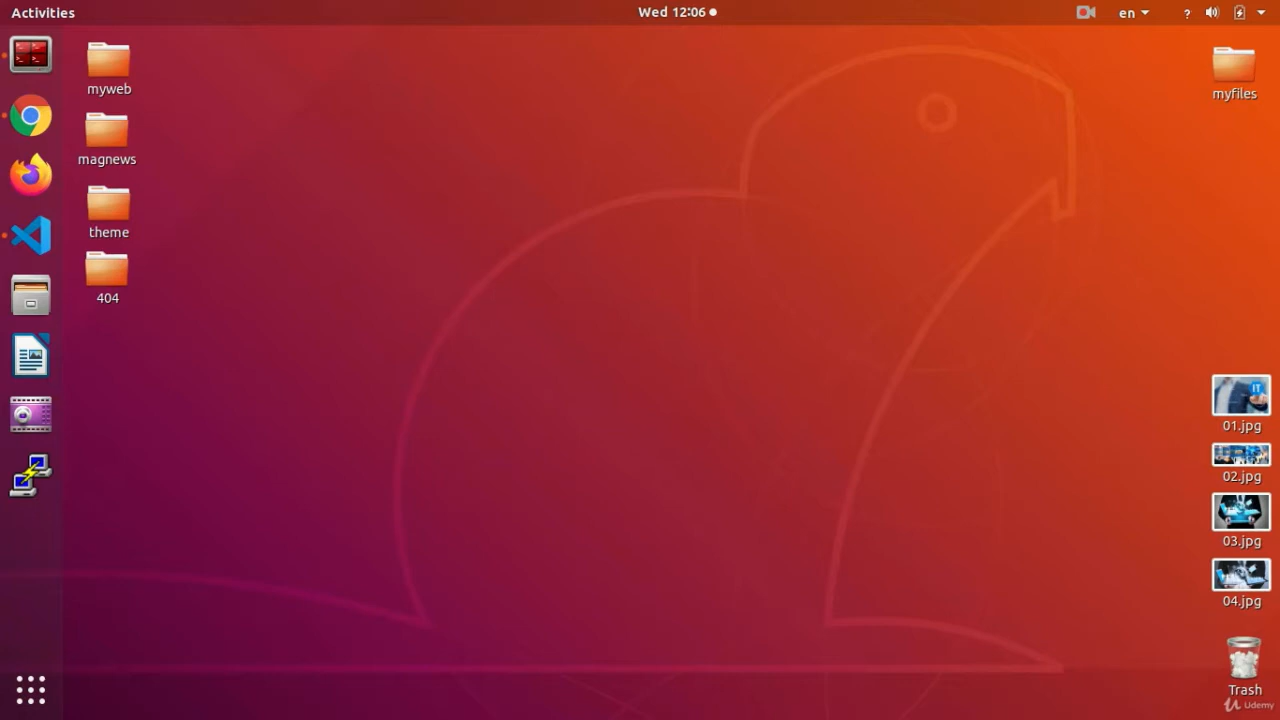 Activities
Wed 12:06
en
?
myweb
magnews
theme
404
myfiles
IT
01.jpg
02.jpg
03.jpg
04.jpg
Trash
Udemy